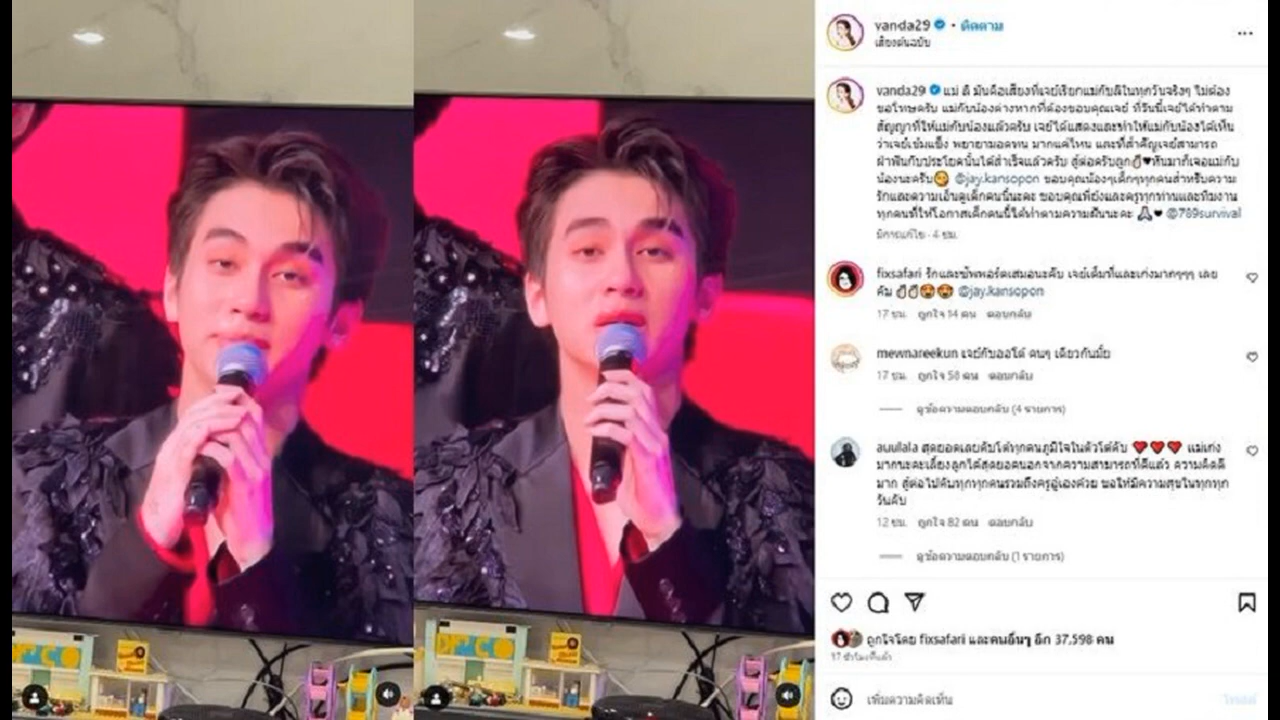 vanda29 • ติดตาม
เสียงต้นฉบับ
vanda29 แม่ ลี มันคือเสียงที่เจย์เรียกแม่กับลีในทุกวันจริงๆ ไม่ต้อง
ขอโทษครับ แม่กับน้องต่างหากที่ต้องขอบคุณเจย์ ที่วันนี้เจย์ได้ทำตาม
สัญญาที่ให้แม่กับน้องแล้วครับ เจย์ได้แสดงและทำให้แม่กับน้องได้เห็น
ว่าเจย์เข้มแข็ง พยายามอดทน มากแค่ไหน และที่สำคัญเจย์สามารถ
ฝ่าฟันกับประโยคนั้นได้สำเร็จแล้วครับ สู้ต่อครับลูก✌🏻♥หันมาก็เจอแม่กับ
น้องนะครับ😊 @jay.kansopon ขอบคุณน้องๆเด็กๆทุกคนสำหรับความ
รักและความเอ็นดูเด็กคนนี้นะคะ ขอบคุณพี่ยังและครูทุกท่านและทีมงาน
ทุกคนที่ให้โอกาสเด็กคนนี้ได้ทำตามความฝันนะคะ 🙏🏻♥ @789survival
มีการแก้ไข · 4 ชม.
fixsafari รักและซัพพอร์ตเสมอนะคับ เจย์เต็มที่และเก่งมากๆๆๆ เลย
คับ ✌🏻✌🏻😍😍 @jay.kansopon
17 ชม. ถูกใจ 14 คน ตอบกลับ
mewnareekun เจย์กับออโต้ คนๆ เดียวกันมั้ย
17 ชม. ถูกใจ 58 คน ตอบกลับ
ดูข้อความตอบกลับ (4 รายการ)
auulala สุดยอดเลยคับโต้ทุกคนภูมิใจในตัวโต้คับ ❤❤❤ แม่เก่ง
มากนะคะเลี้ยงลูกได้สุดยอดนอกจากความสามารถที่ดีแล้ว ความคิดดี
มาก สู้ต่อไปคับทุกทุกคนรวมถึงครูอู๋เองด้วย ขอให้มีความสุขในทุกทุก
วันคับ
12 ชม. ถูกใจ 82 คน ตอบกลับ
ดูข้อความตอบกลับ (1 รายการ)
ถูกใจโดย fixsafari และคนอื่นๆ อีก 37,598 คน
17 ชั่วโมงที่แล้ว
เพิ่มความคิดเห็น
โพสต์